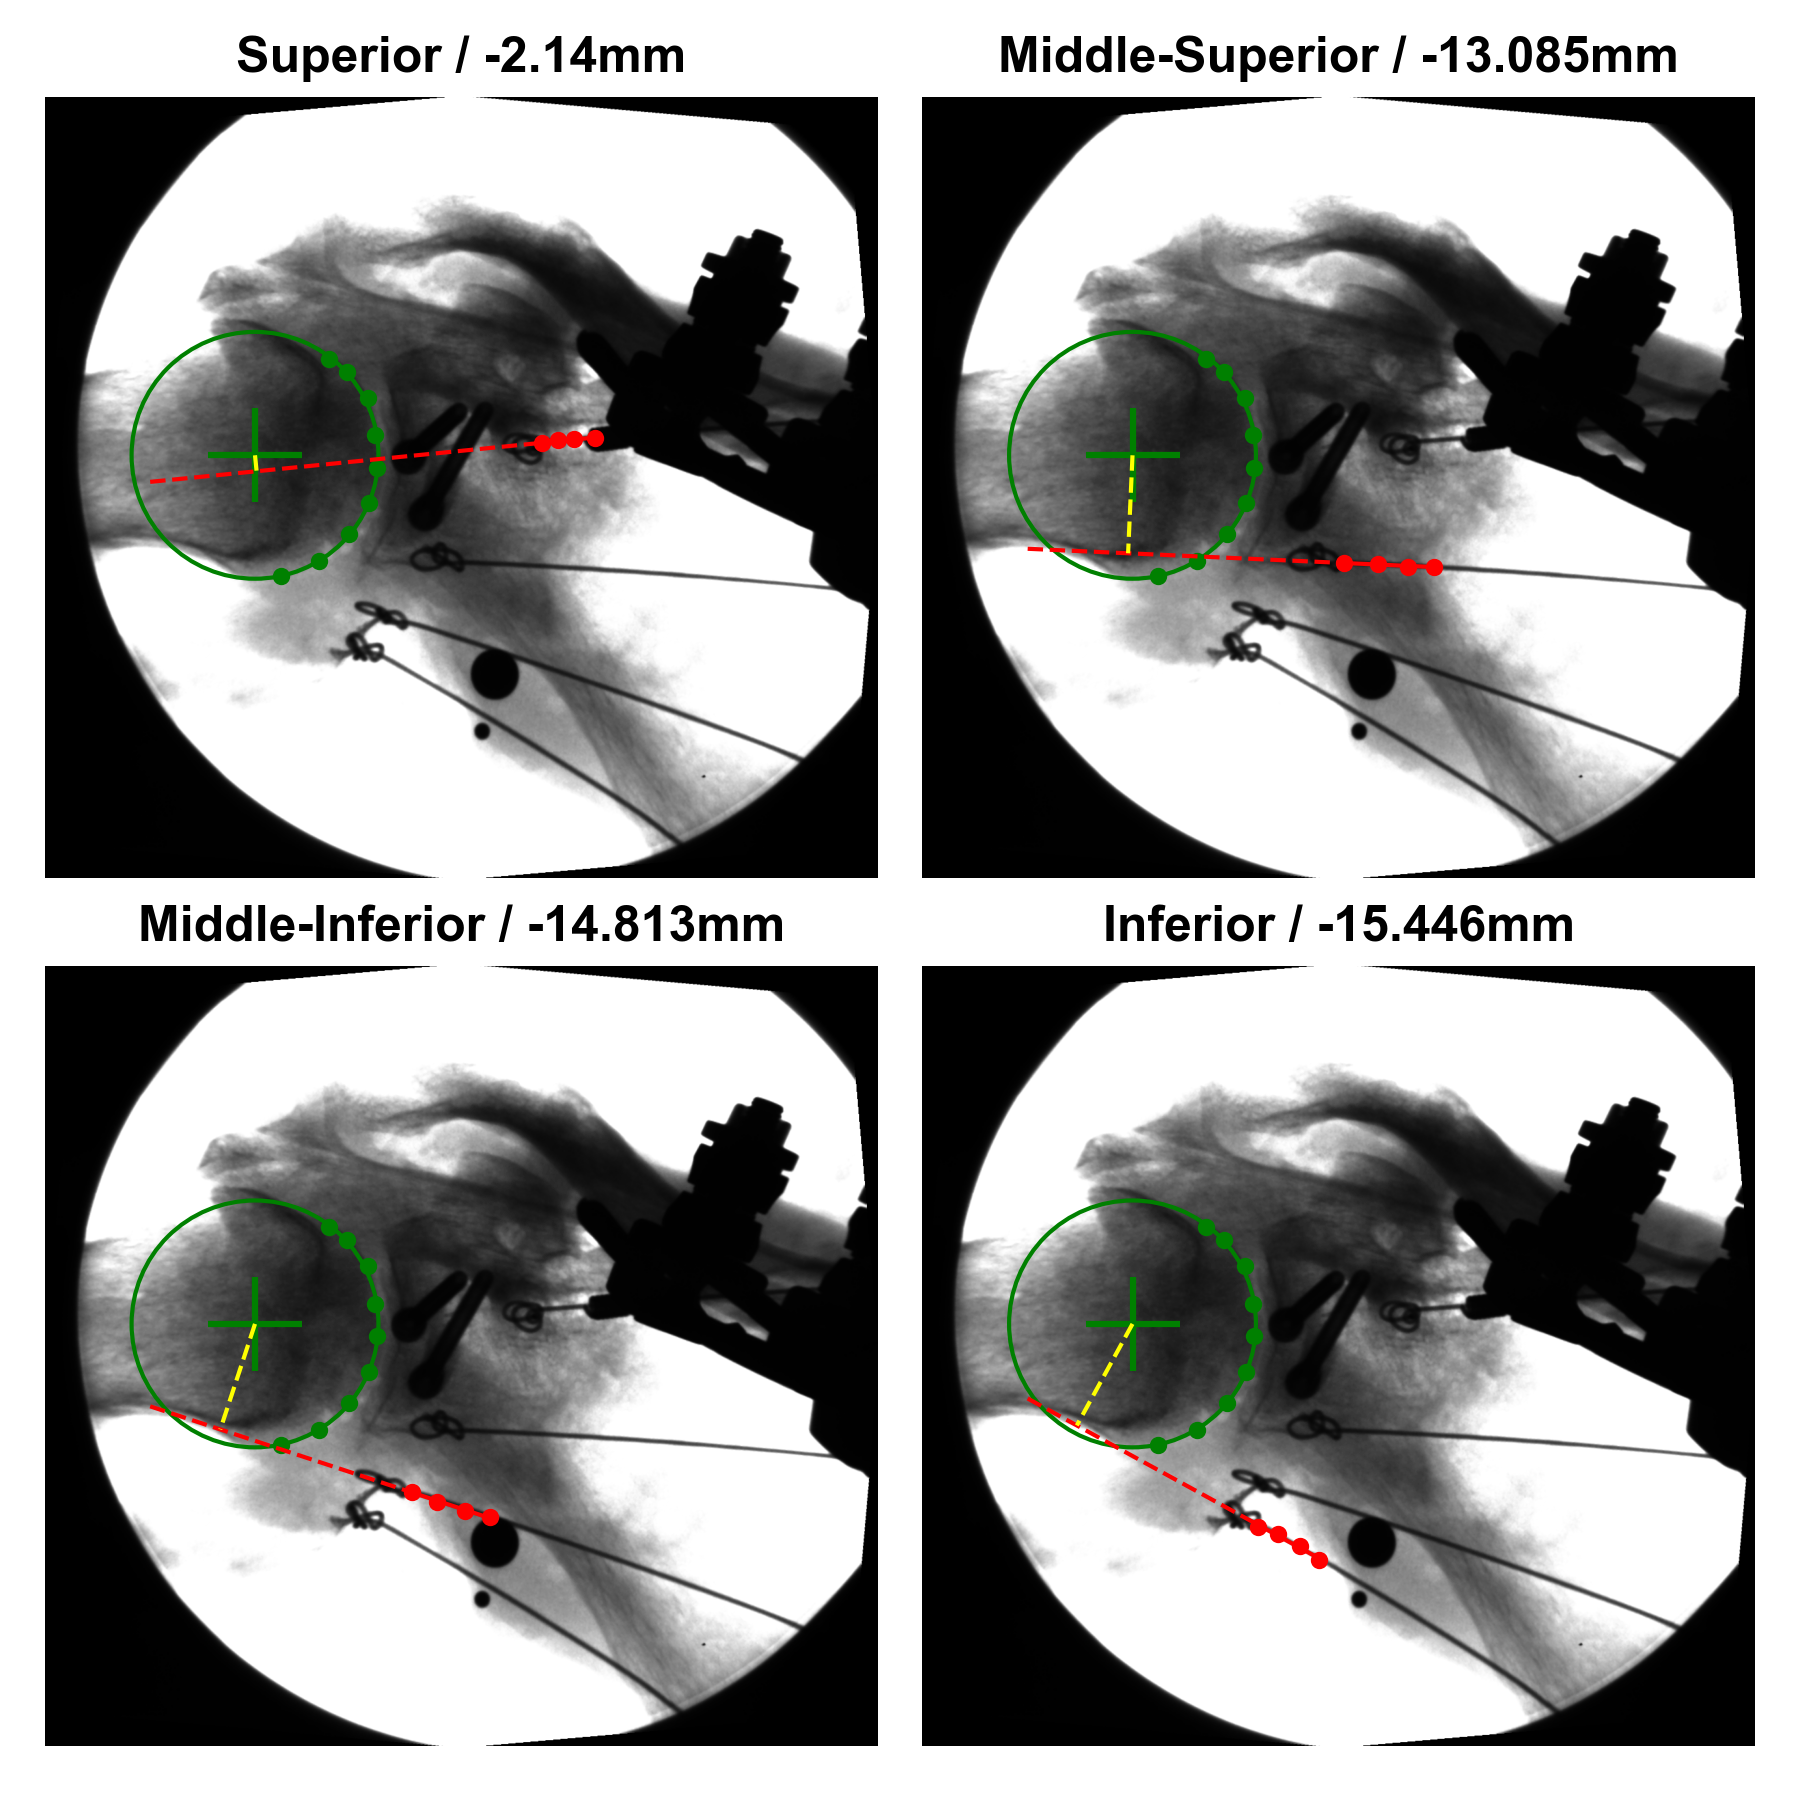 Superior / -2.14mm
Middle-Superior / -13.085mm
Middle-Inferior / -14.813mm
Inferior / -15.446mm